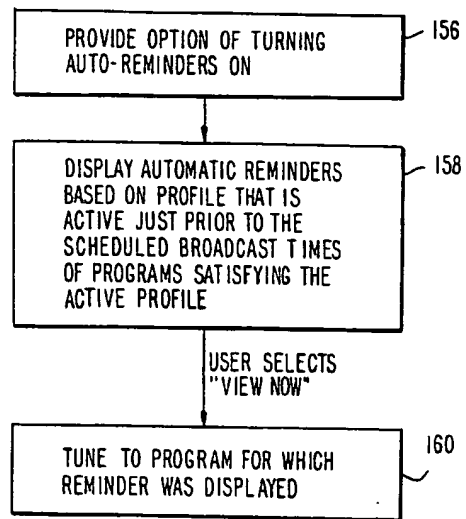 PROVIDE OPTION OF TURNING
AUTO-REMINDERS ON
156
DISPLAY AUTOMATIC REMINDERS
BASED ON PROFILE THAT IS
ACTIVE JUST PRIOR TO THE
SCHEDULED BROADCAST TIMES
OF PROGRAMS SATISFYING THE
ACTIVE PROFILE
158
USER SELECTS
"VIEW NOW"
TUNE TO PROGRAM FOR WHICH
REMINDER WAS DISPLAYED
160